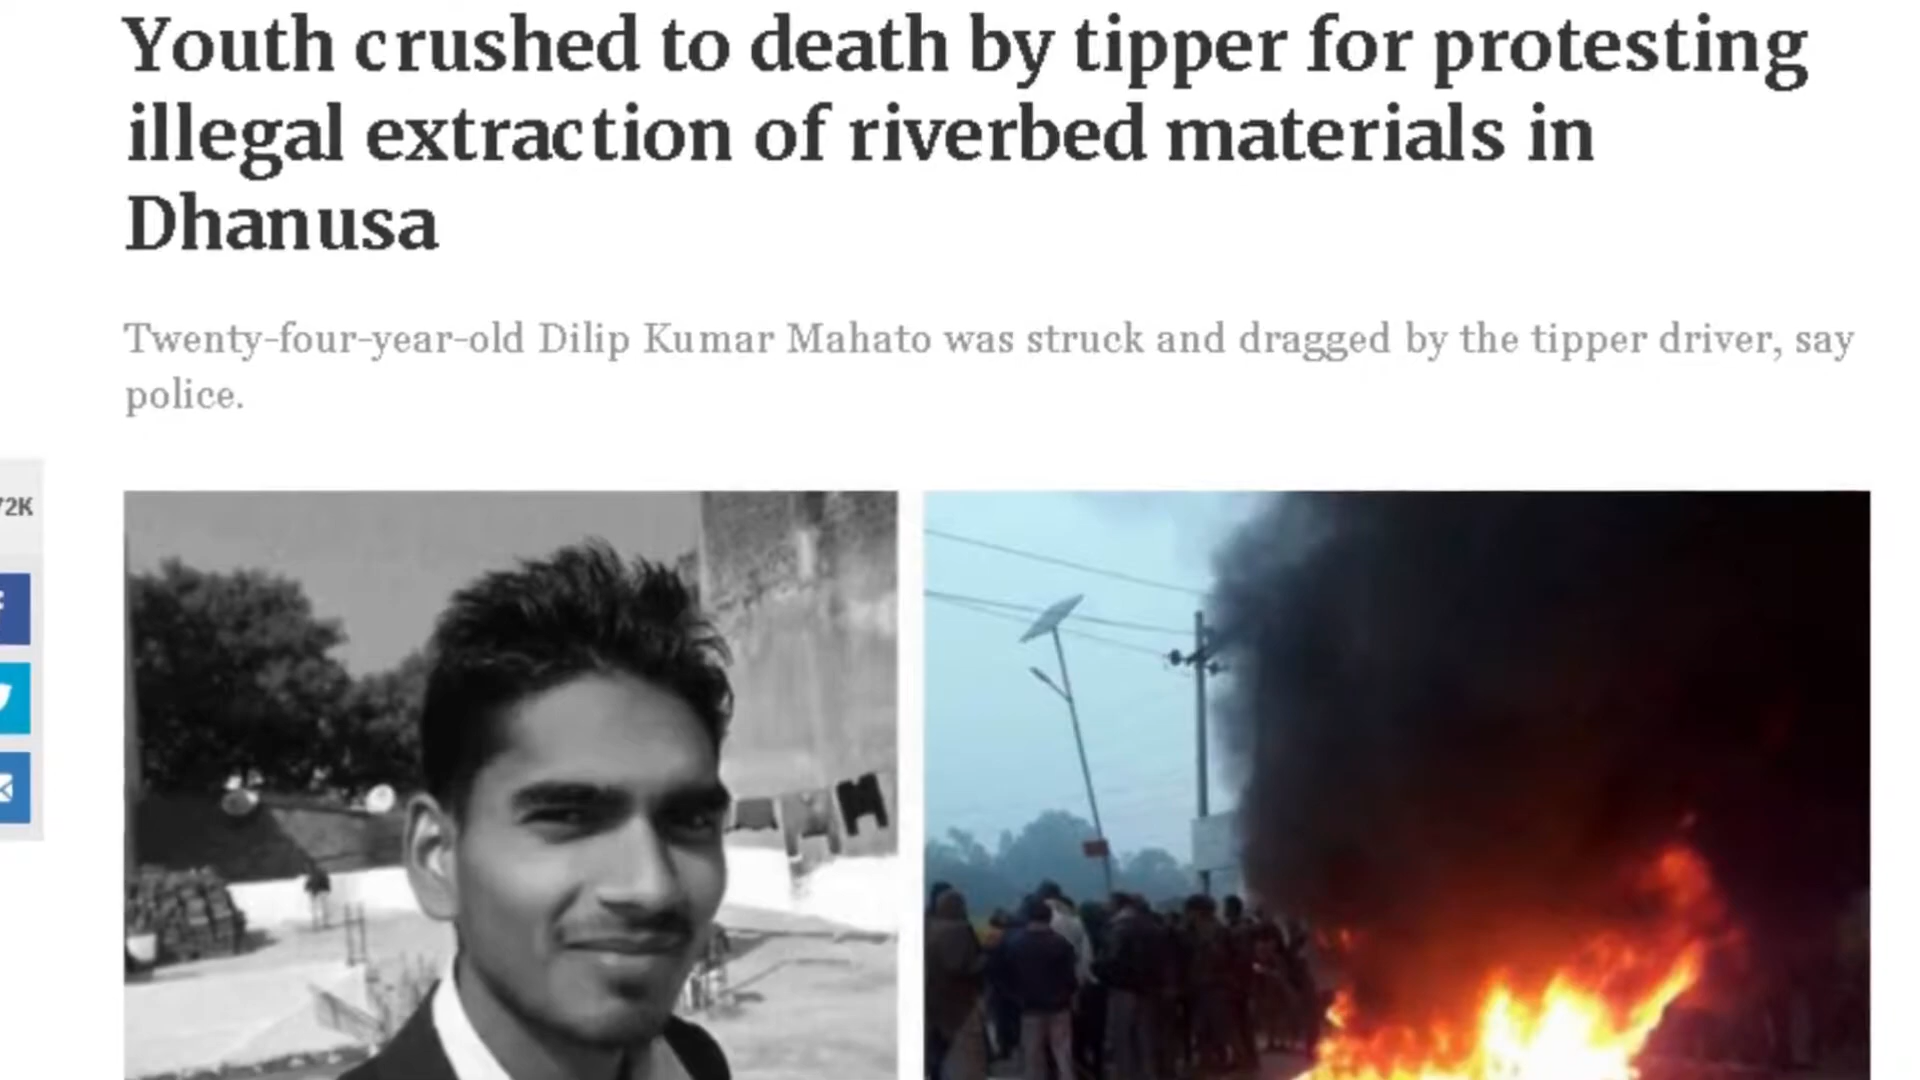 Youth crushed to death by tipper for protesting
illegal extraction of riverbed materials in
Dhanusa
Twenty-four-year-old Dilip Kumar Mahato was struck and dragged by the tipper driver, say
police.
72K